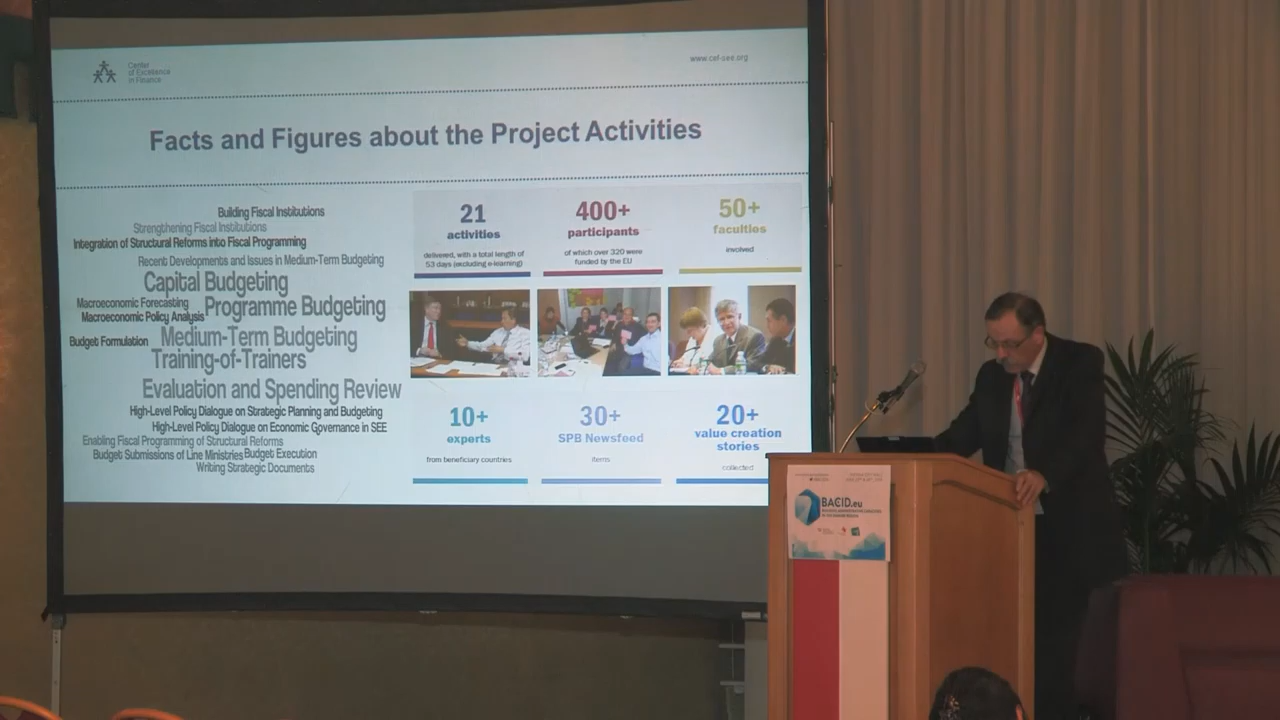 Center
of Excellence
in Finance
www.cef-see.org
Facts and Figures about the Project Activities
Building Fiscal Institutions
Strengthening Fiscal Institutions
Integration of Structural Reforms into Fiscal Programming
Recent Developments and Issues in Medium-Term Budgeting
Capital Budgeting
Macroeconomic Forecasting
Programme Budgeting
Macroeconomic Policy Analysis
Budget Formulation
Medium-Term Budgeting
Training-of-Trainers
Evaluation and Spending Review
High-Level Policy Dialogue on Strategic Planning and Budgeting
High-Level Policy Dialogue on Economic Governance in SEE
Enabling Fiscal Programming of Structural Reforms
Budget Submissions of Line Ministries
Budget Execution
Writing Strategic Documents
21
activities
delivered, with a total length of
53 days (excluding e-learning)
400+
participants
of which over 320 were
funded by the EU
50+
faculties
involved
10+
experts
from beneficiary countries
30+
SPB Newsfeed
items
20+
value creation
stories
collected
BACID.eu